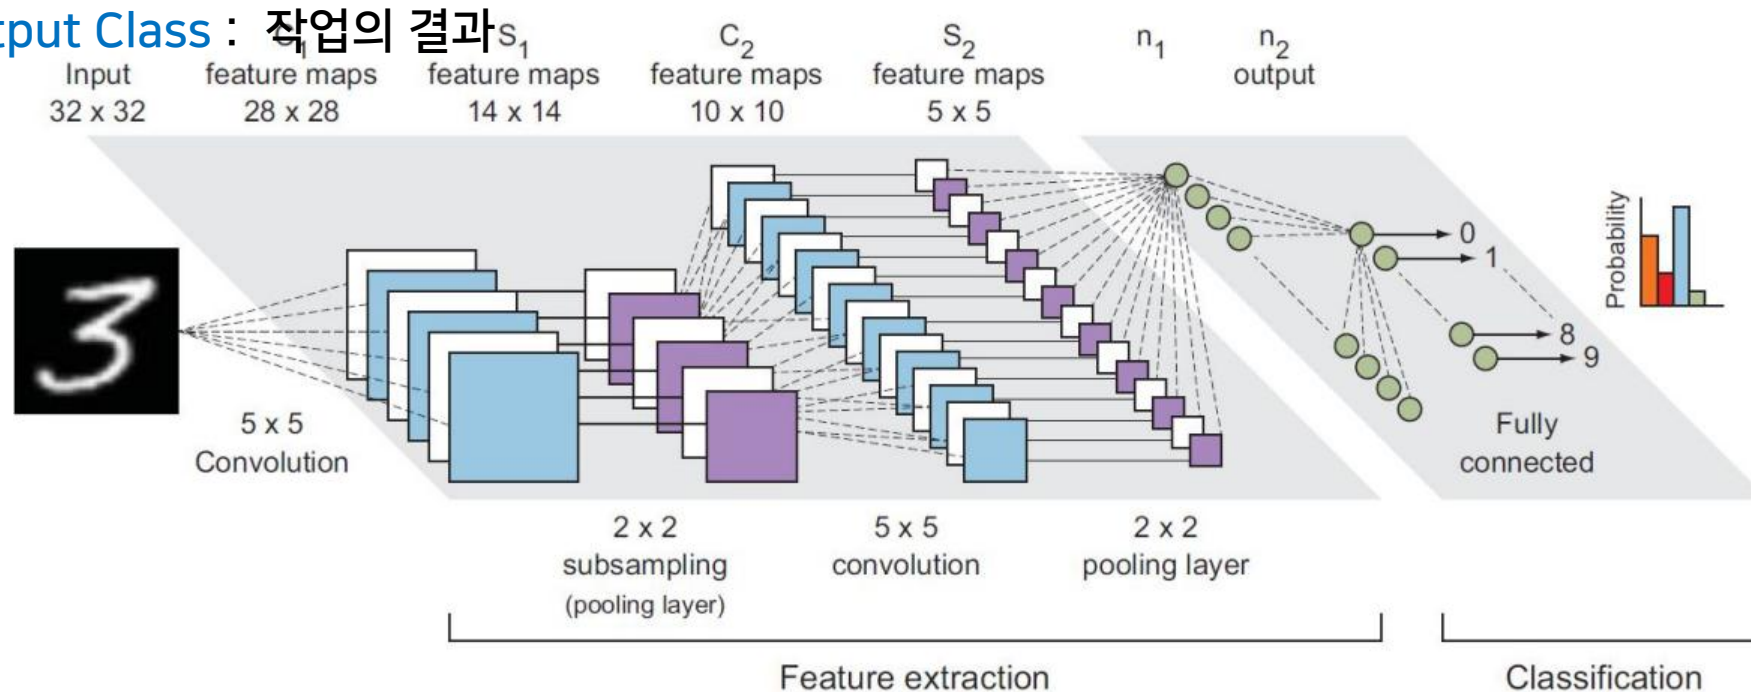 tput Class : 작업의 결과
C1 S1 C2 S2 n1 n2
Input feature maps feature maps feature maps feature maps output
32 x 32 28 x 28 14 x 14 10 x 10 5 x 5
3
0
1
8
9
Probability
5 x 5
Convolution
Fully
connected
2 x 2 5 x 5 2 x 2
subsampling convolution pooling layer
(pooling layer)
Feature extraction Classification